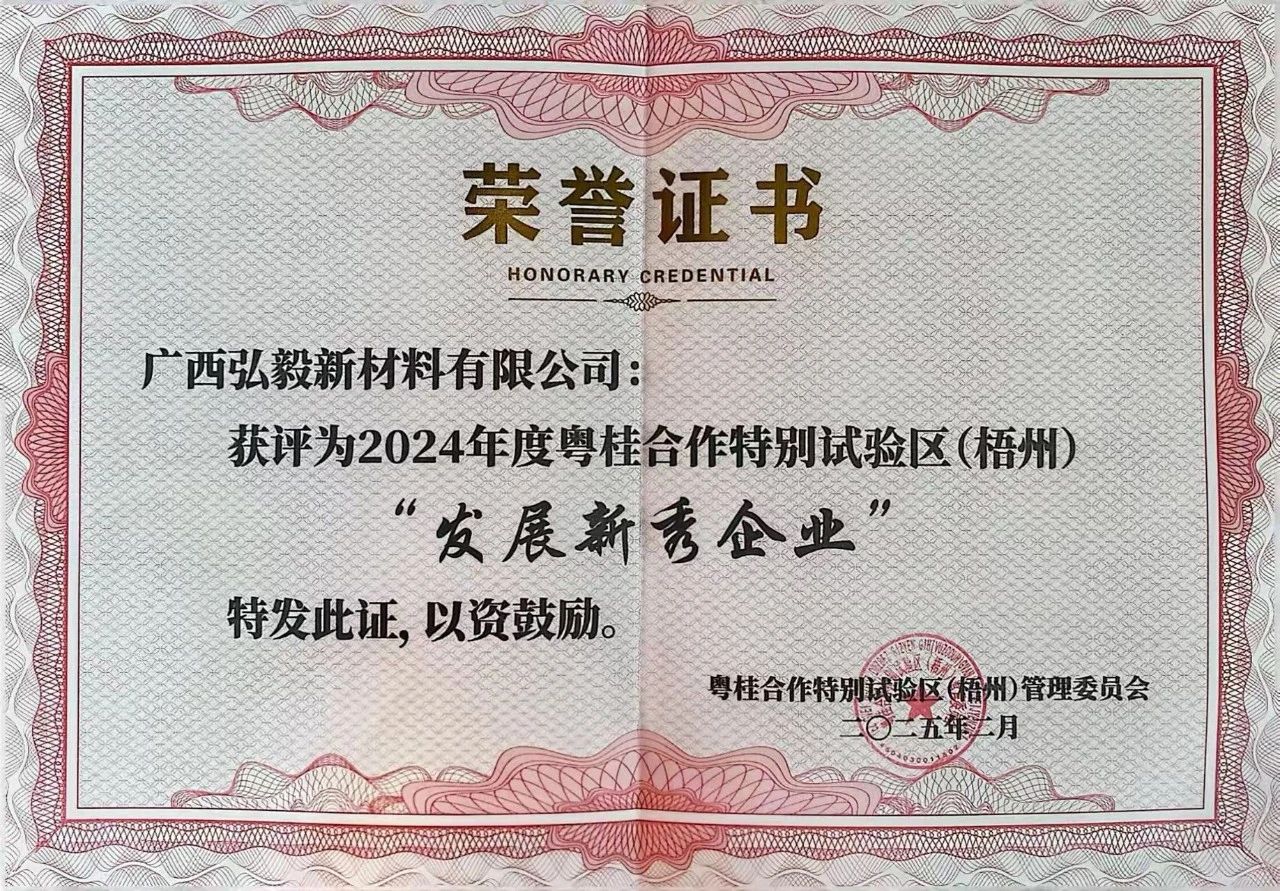 荣誉证书
HONORARY CREDENTIAL
广西弘毅新材料有限公司：
获评为2024年度粤桂合作特别试验区(梧州)
“发展新秀企业”
特发此证，以资鼓励。
粤桂合作特别试验区(梧州)管理委员会
二〇二五年二月